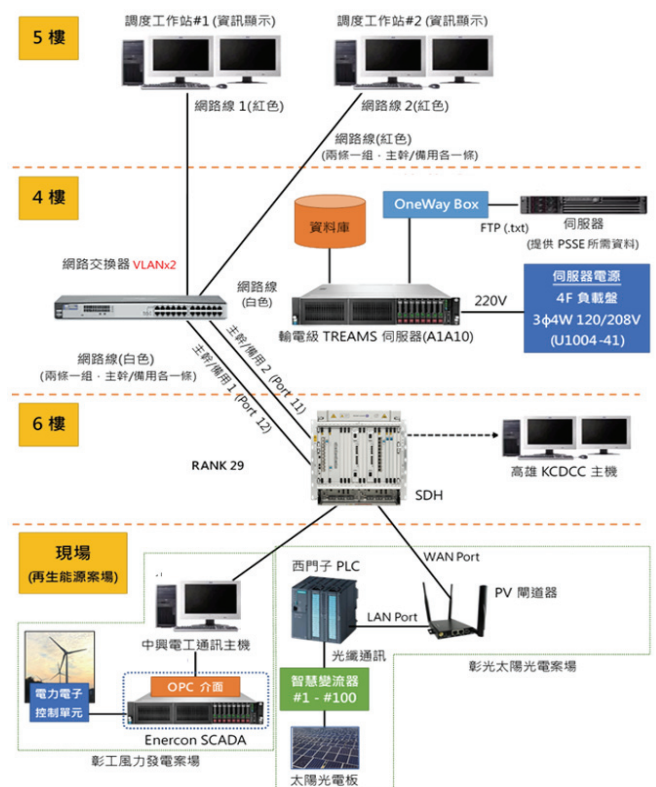 5 樓
調度工作站#1 (資訊顯示)
調度工作站#2 (資訊顯示)
網路線 1(紅色)
網路線 2(紅色)
網路線(紅色)
(兩條一組．主幹/備用各一條)
4 樓
資料庫
OneWay Box
FTP (.txt)
伺服器
(提供 PSSE 所需資料)
網路交換器 VLANx2
網路線
(白色)
輸電級 TREAMS 伺服器(A1A10)
220V
伺服器電源
4F 負載盤
3ϕ4W 120/208V
(U1004-41)
網路線(白色)
(兩條一組．主幹/備用各一條)
主幹/備用 2 (Port 11)
主幹/備用 1 (Port 12)
6 樓
RANK 29
SDH
高雄 KCDCC 主機
現場
(再生能源案場)
中興電工通訊主機
OPC 介面
電力電子
控制單元
Enercon SCADA
彰工風力發電案場
西門子 PLC
WAN Port
LAN Port
PV 閘道器
光纖通訊
智慧變流器
#1 - #100
太陽光電板
彰光太陽光電案場